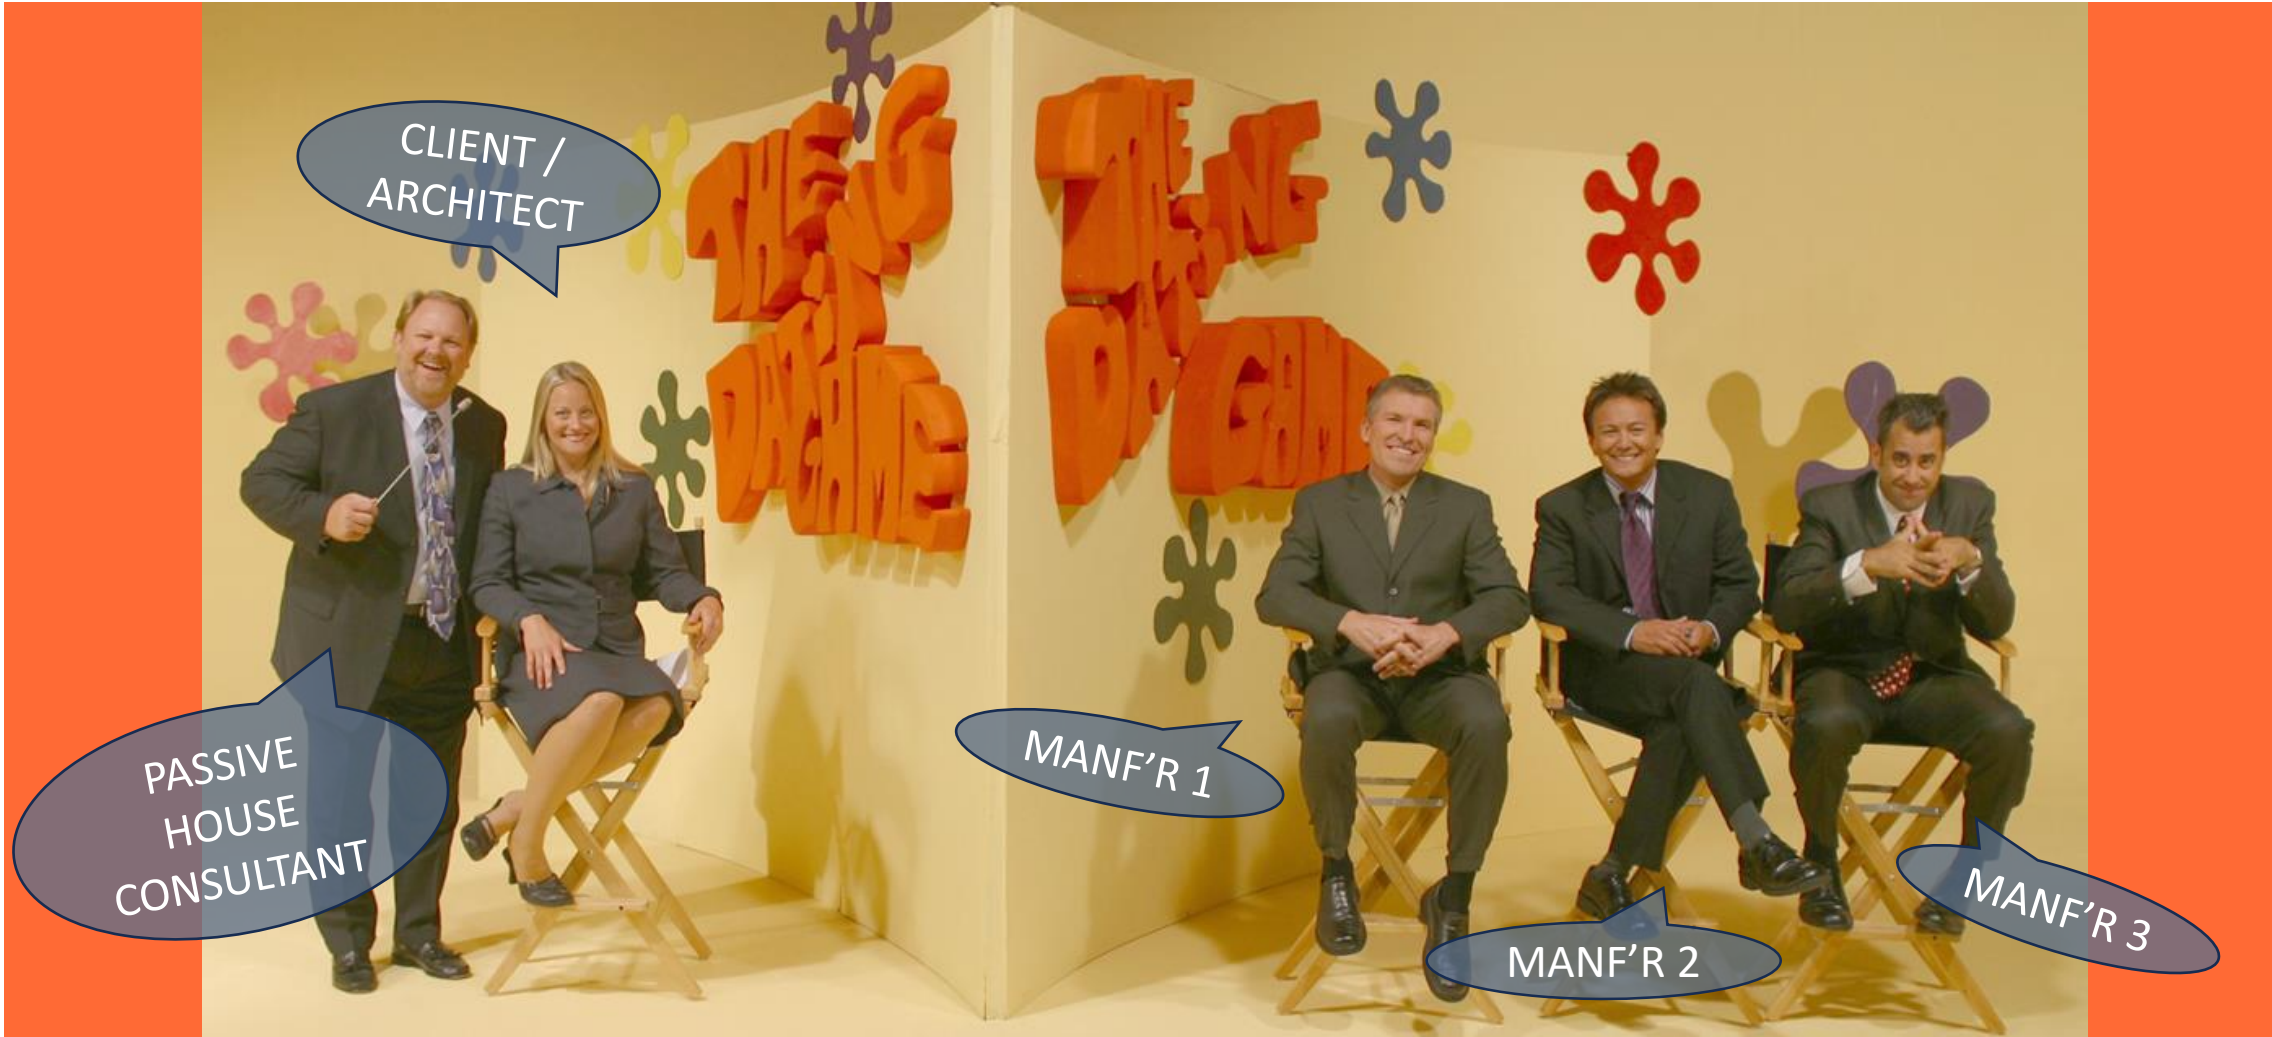 CLIENT /
ARCHITECT
THE
DATING
GAME
THE
DATING
GAME
PASSIVE
HOUSE
CONSULTANT
MANF'R 1
MANF'R 2
MANF'R 3